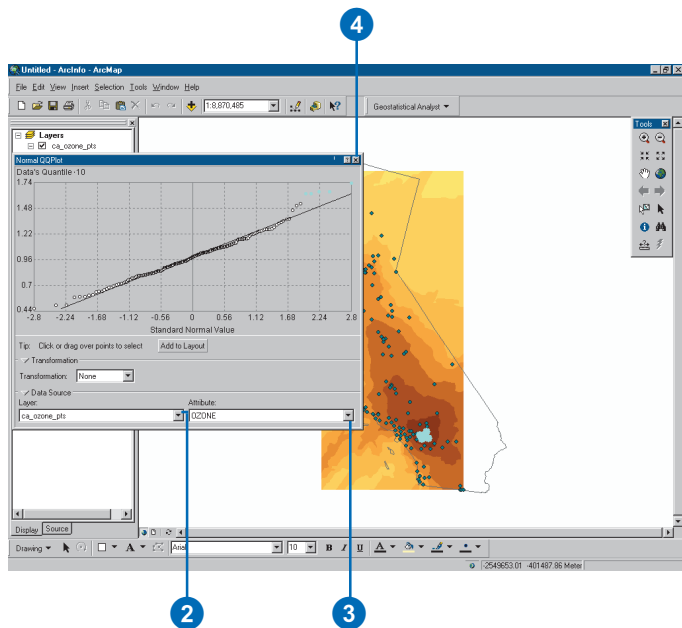 4
Untitled - ArcInfo - ArcMap
File Edit View Insert Selection Tools Window Help
1:8,870,485
Geostatistical Analyst
Layers
ca_ozone_pts
Tools
Normal QQPlot
Data's Quantile·10
1.74
1.48
1.22
0.96
0.7
0.44
-2.8 -2.24 -1.68 -1.12 -0.56 0 0.56 1.12 1.68 2.24 2.8
Standard Normal Value
Tip: Click or drag over points to select Add to Layout
Transformation
Transformation: None
Data Source
Layer: Attribute:
ca_ozone_pts OZONE
Display Source
Drawing A Arial 10 B I U A
-2549653.01 -401487.86 Meter
2 3